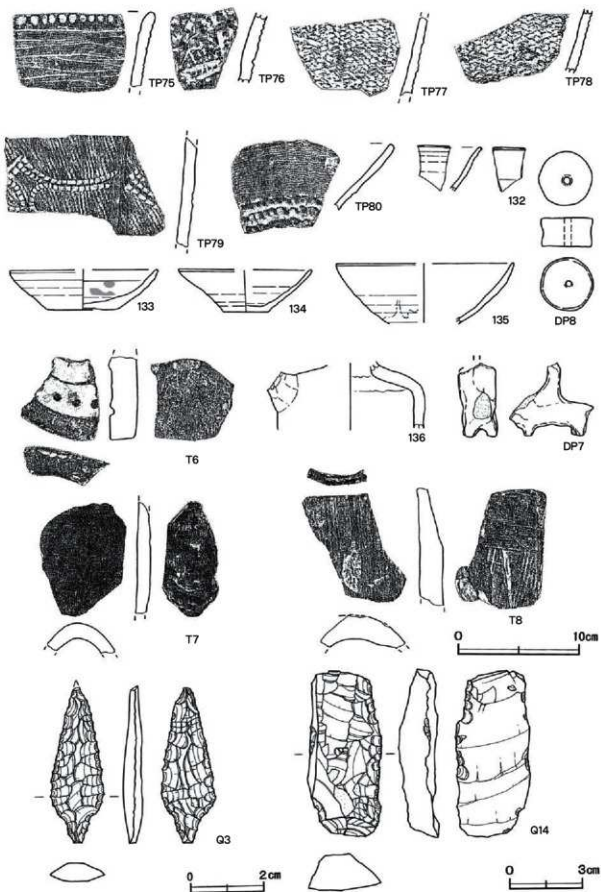 TP75 TP76 TP77 TP78
TP79 TP80 132
133 134 135 DP8
T6 136 DP7
T7 T8
0 10cm
Q3 Q14
0 2cm 0 3cm